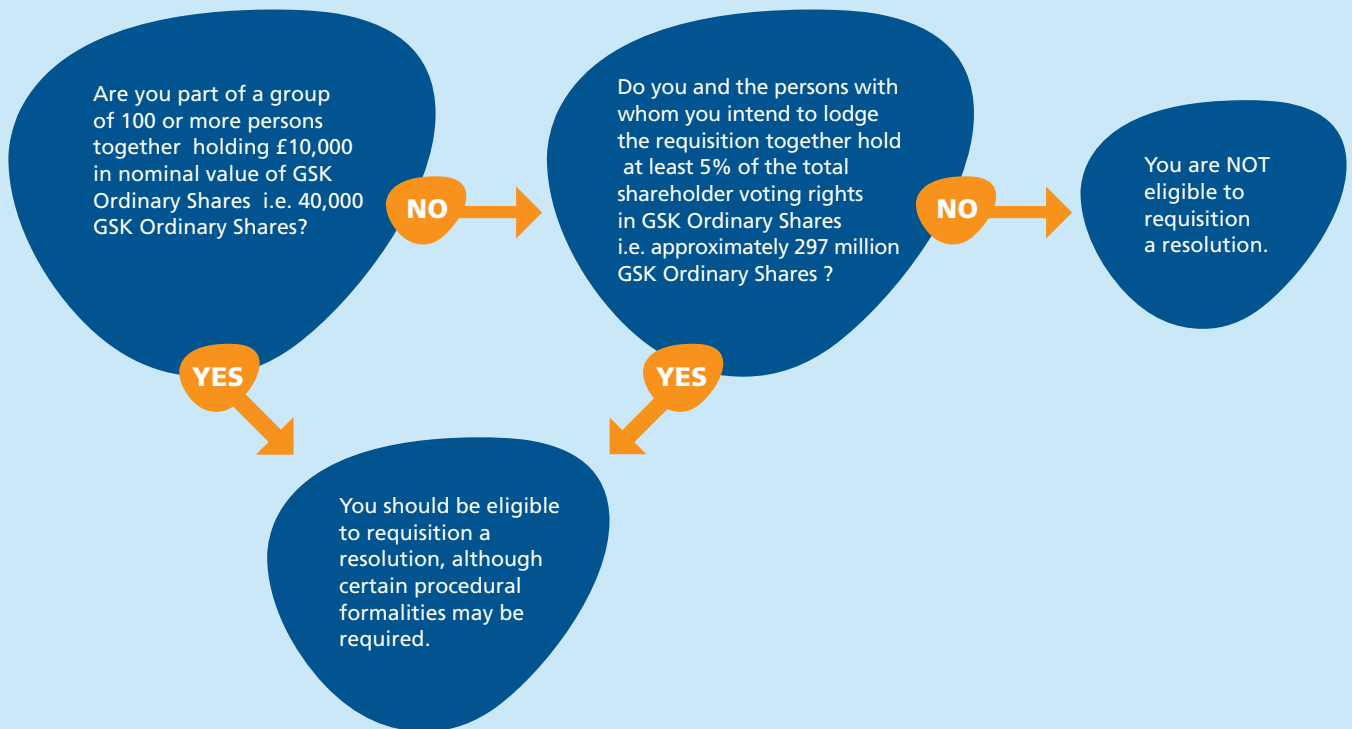 Are you part of a group
of 100 or more persons
together  holding £10,000
in nominal value of GSK
Ordinary Shares  i.e. 40,000
GSK Ordinary Shares?
NO
Do you and the persons with
whom you intend to lodge
the requisition together hold
at least 5% of the total
shareholder voting rights
in GSK Ordinary Shares
i.e. approximately 297 million
GSK Ordinary Shares ?
NO
You are NOT
eligible to
requisition
a resolution.
YES
YES
You should be eligible
to requisition a
resolution, although
certain procedural
formalities may be
required.